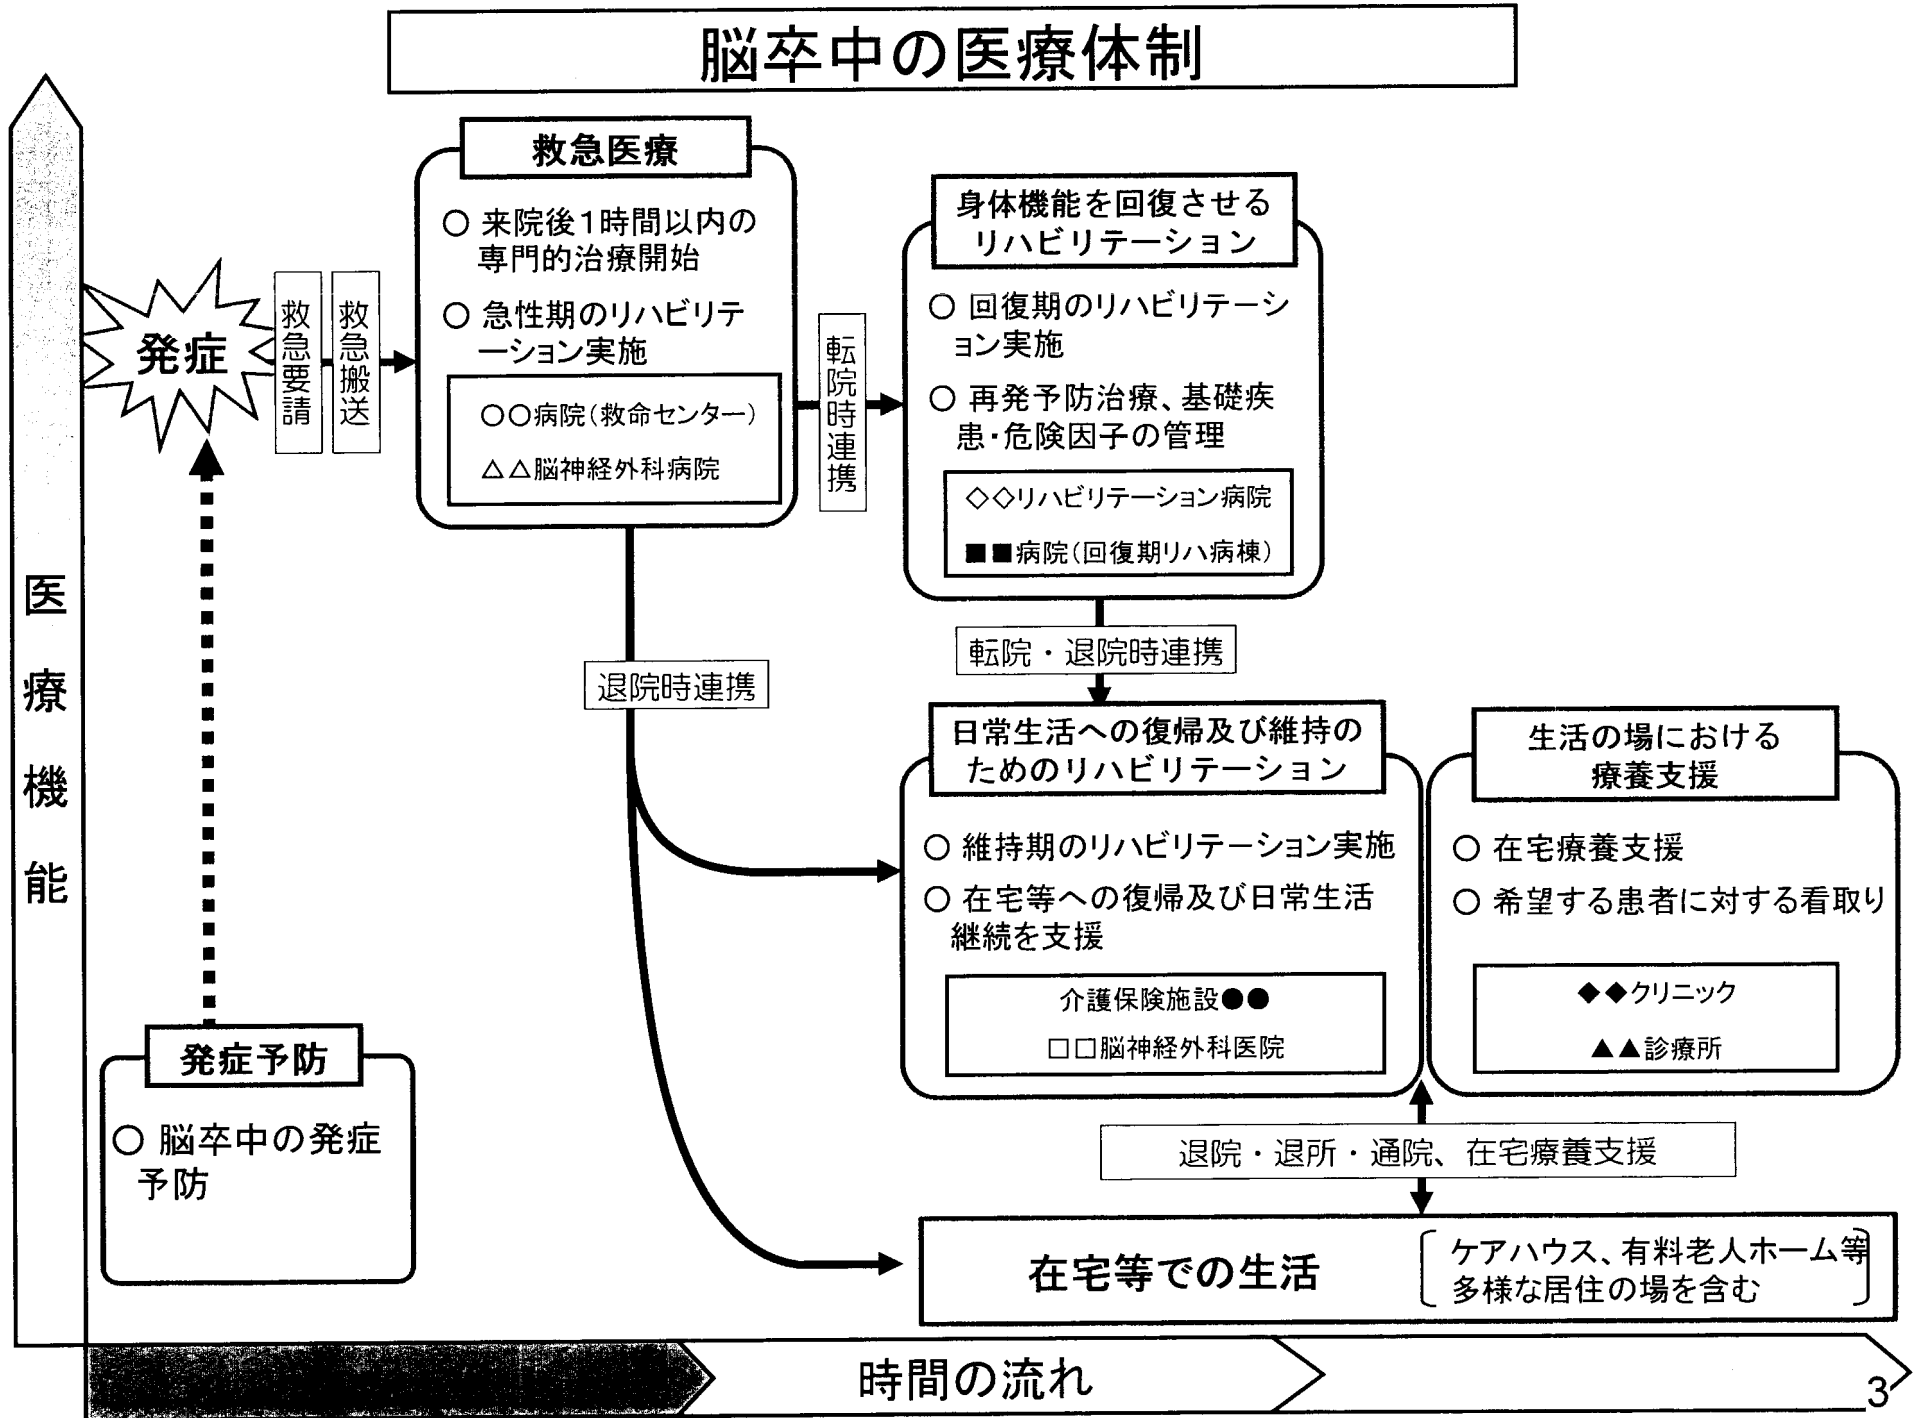 脳卒中の医療体制
医療機能
救急医療
○ 来院後1時間以内の
専門的治療開始
○ 急性期のリハビリテ
ーション実施
○○病院(救命センター)
△△脳神経外科病院
発症
救急要請
救急搬送
転院時連携
身体機能を回復させる
リハビリテーション
○ 回復期のリハビリテーシ
ョン実施
○ 再発予防治療、基礎疾
患・危険因子の管理
◇◇リハビリテーション病院
■■病院(回復期リハ病棟)
転院・退院時連携
退院時連携
日常生活への復帰及び維持の
ためのリハビリテーション
○ 維持期のリハビリテーション実施
○ 在宅等への復帰及び日常生活
継続を支援
介護保険施設●●
□□脳神経外科医院
生活の場における
療養支援
○ 在宅療養支援
○ 希望する患者に対する看取り
◆◆クリニック
▲▲診療所
発症予防
○ 脳卒中の発症
予防
退院・退所・通院、在宅療養支援
在宅等での生活
ケアハウス、有料老人ホーム等
多様な居住の場を含む
時間の流れ
3